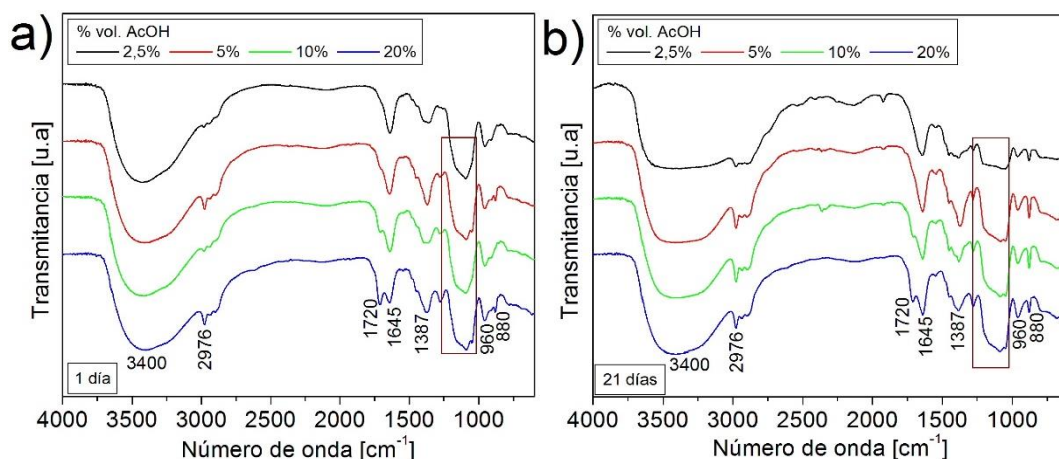 a)
% vol. AcOH
2,5% 5% 10% 20%
Transmitancia [u.a]
3400
2976
1720
1645
1387
960
880
1 día
4000 3500 3000 2500 2000 1500 1000
Número de onda [cm⁻¹]
b)
% vol. AcOH
2,5% 5% 10% 20%
Transmitancia [u.a]
3400
2976
1720
1645
1387
960
880
21 días
4000 3500 3000 2500 2000 1500 1000
Número de onda [cm⁻¹]